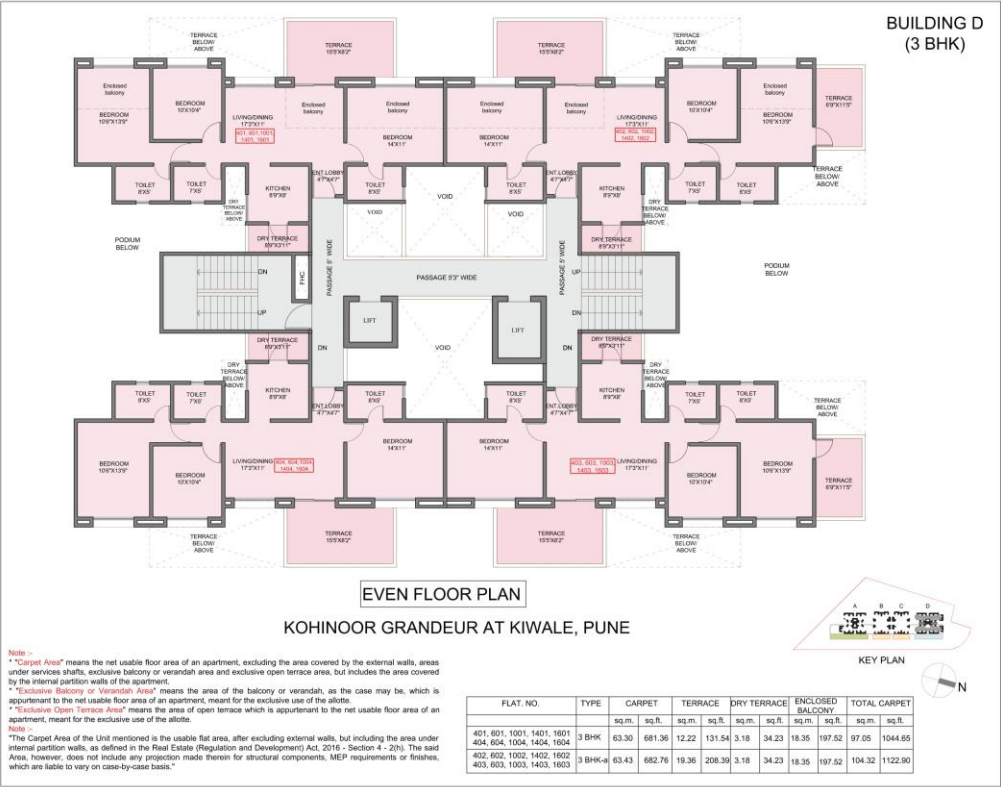 BUILDING D
(3 BHK)
TERRACE
BELOW/
ABOVE
TERRACE
15'5"X8'2"
TERRACE
15'5"X8'2"
TERRACE
BELOW/
ABOVE
Enclosed
balcony
BEDROOM
10'6"X13'9"
BEDROOM
10'X10'4"
LIVING/DINING
17'3"X11'
401, 601,1001,
1401, 1601
Enclosed
balcony
Enclosed
balcony
BEDROOM
14'X11'
Enclosed
balcony
BEDROOM
14'X11'
Enclosed
balcony
LIVING/DINING
17'3"X11'
402, 602, 1002,
1402, 1602
BEDROOM
10'X10'4"
Enclosed
balcony
BEDROOM
10'6"X13'9"
TERRACE
6'9"X11'5"
TERRACE
BELOW/
ABOVE
TOILET
8'X5'
TOILET
7'X5'
DRY
TERRACE
BELOW/
ABOVE
KITCHEN
8'9"X8'
ENT.LOBBY
4'7"X4'7"
TOILET
8'X5'
VOID
VOID
VOID
TOILET
8'X5'
ENT.LOBBY
4'7"X4'7"
KITCHEN
8'9"X8'
DRY
TERRACE
BELOW/
ABOVE
TOILET
7'X5'
TOILET
8'X5'
DRY TERRACE
8'9"X3'11"
DRY TERRACE
8'9"X3'11"
PODIUM
BELOW
PODIUM
BELOW
DN
UP
FHC
PASSAGE 5' WIDE
PASSAGE 5'3" WIDE
PASSAGE 5' WIDE
UP
DN
LIFT
VOID
LIFT
DN
DN
DRY TERRACE
8'9"X3'11"
DRY TERRACE
8'9"X3'11"
TOILET
8'X5'
TOILET
7'X5'
DRY
TERRACE
BELOW/
ABOVE
KITCHEN
8'9"X8'
ENT.LOBBY
4'7"X4'7"
TOILET
8'X5'
TOILET
8'X5'
ENT.LOBBY
4'7"X4'7"
KITCHEN
8'9"X8'
DRY
TERRACE
BELOW/
ABOVE
TOILET
7'X5'
TOILET
8'X5'
TERRACE
BELOW/
ABOVE
BEDROOM
10'6"X13'9"
BEDROOM
10'X10'4"
LIVING/DINING
17'3"X11'
404, 604,1004,
1404, 1604
BEDROOM
14'X11'
BEDROOM
14'X11'
403, 603, 1003,
1403, 1603
LIVING/DINING
17'3"X11'
BEDROOM
10'X10'4"
BEDROOM
10'6"X13'9"
TERRACE
6'9"X11'5"
TERRACE
BELOW/
ABOVE
TERRACE
15'5"X8'2"
TERRACE
15'5"X8'2"
TERRACE
BELOW/
ABOVE
EVEN FLOOR PLAN
KOHINOOR GRANDEUR AT KIWALE, PUNE
A B C D
KEY PLAN
N
Note :-
* "Carpet Area" means the net usable floor area of an apartment, excluding the area covered by the external walls, areas
under services shafts, exclusive balcony or verandah area and exclusive open terrace area, but includes the area covered
by the internal partition walls of the apartment.
* "Exclusive Balcony or Verandah Area" means the area of the balcony or verandah, as the case may be, which is
appurtenant to the net usable floor area of an apartment, meant for the exclusive use of the allotte.
* "Exclusive Open Terrace Area" means the area of open terrace which is appurtenant to the net usable floor area of an
apartment, meant for the exclusive use of the allotte.
Note :-
"The Carpet Area of the Unit mentioned is the usable flat area, after excluding external walls, but including the area under
internal partition walls, as defined in the Real Estate (Regulation and Development) Act, 2016 - Section 4 - 2(h). The said
Area, however, does not include any projection made therein for structural components, MEP requirements or finishes,
which are liable to vary on case-by-case basis."
FLAT. NO. TYPE CARPET TERRACE DRY TERRACE ENCLOSED BALCONY TOTAL CARPET
sq.m. sq.ft. sq.m. sq.ft. sq.m. sq.ft. sq.m. sq.ft. sq.m. sq.ft.
401, 601, 1001, 1401, 1601
404, 604, 1004, 1404, 1604
3 BHK 63.30 681.36 12.22 131.54 3.18 34.23 18.35 197.52 97.05 1044.65
402, 602, 1002, 1402, 1602
403, 603, 1003, 1403, 1603
3 BHK-a 63.43 682.76 19.36 208.39 3.18 34.23 18.35 197.52 104.32 1122.90